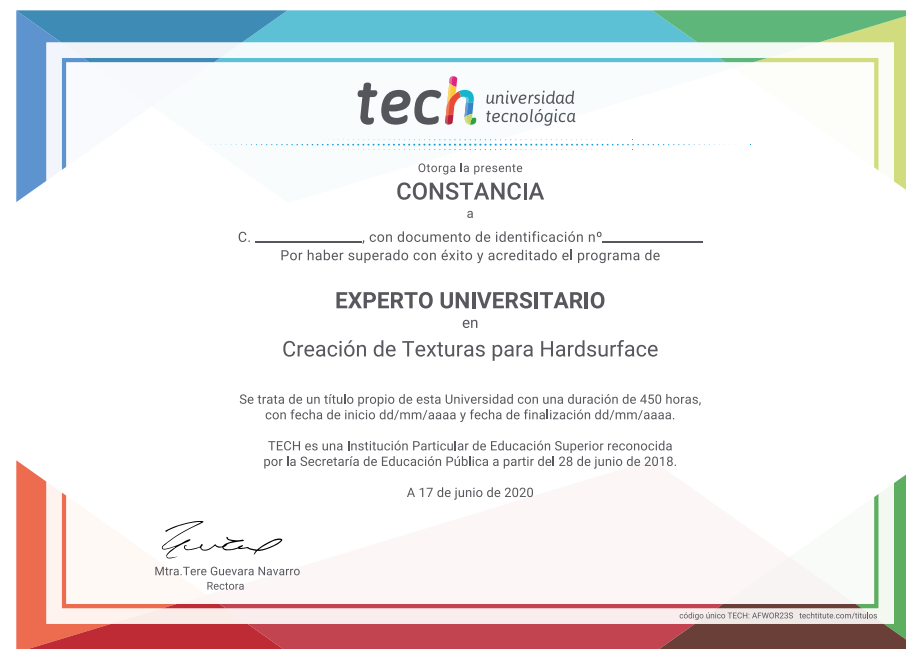 tech universidad
tecnológica
Otorga la presente
CONSTANCIA
a
C. ______________, con documento de identificación nº_____________
Por haber superado con éxito y acreditado el programa de
EXPERTO UNIVERSITARIO
en
Creación de Texturas para Hardsurface
Se trata de un título propio de esta Universidad con una duración de 450 horas,
con fecha de inicio dd/mm/aaaa y fecha de finalización dd/mm/aaaa.
TECH es una Institución Particular de Educación Superior reconocida
por la Secretaría de Educación Pública a partir del 28 de junio de 2018.
A 17 de junio de 2020
Mtra.Tere Guevara Navarro
Rectora
código único TECH: AFWOR23S techtitute.com/titulos